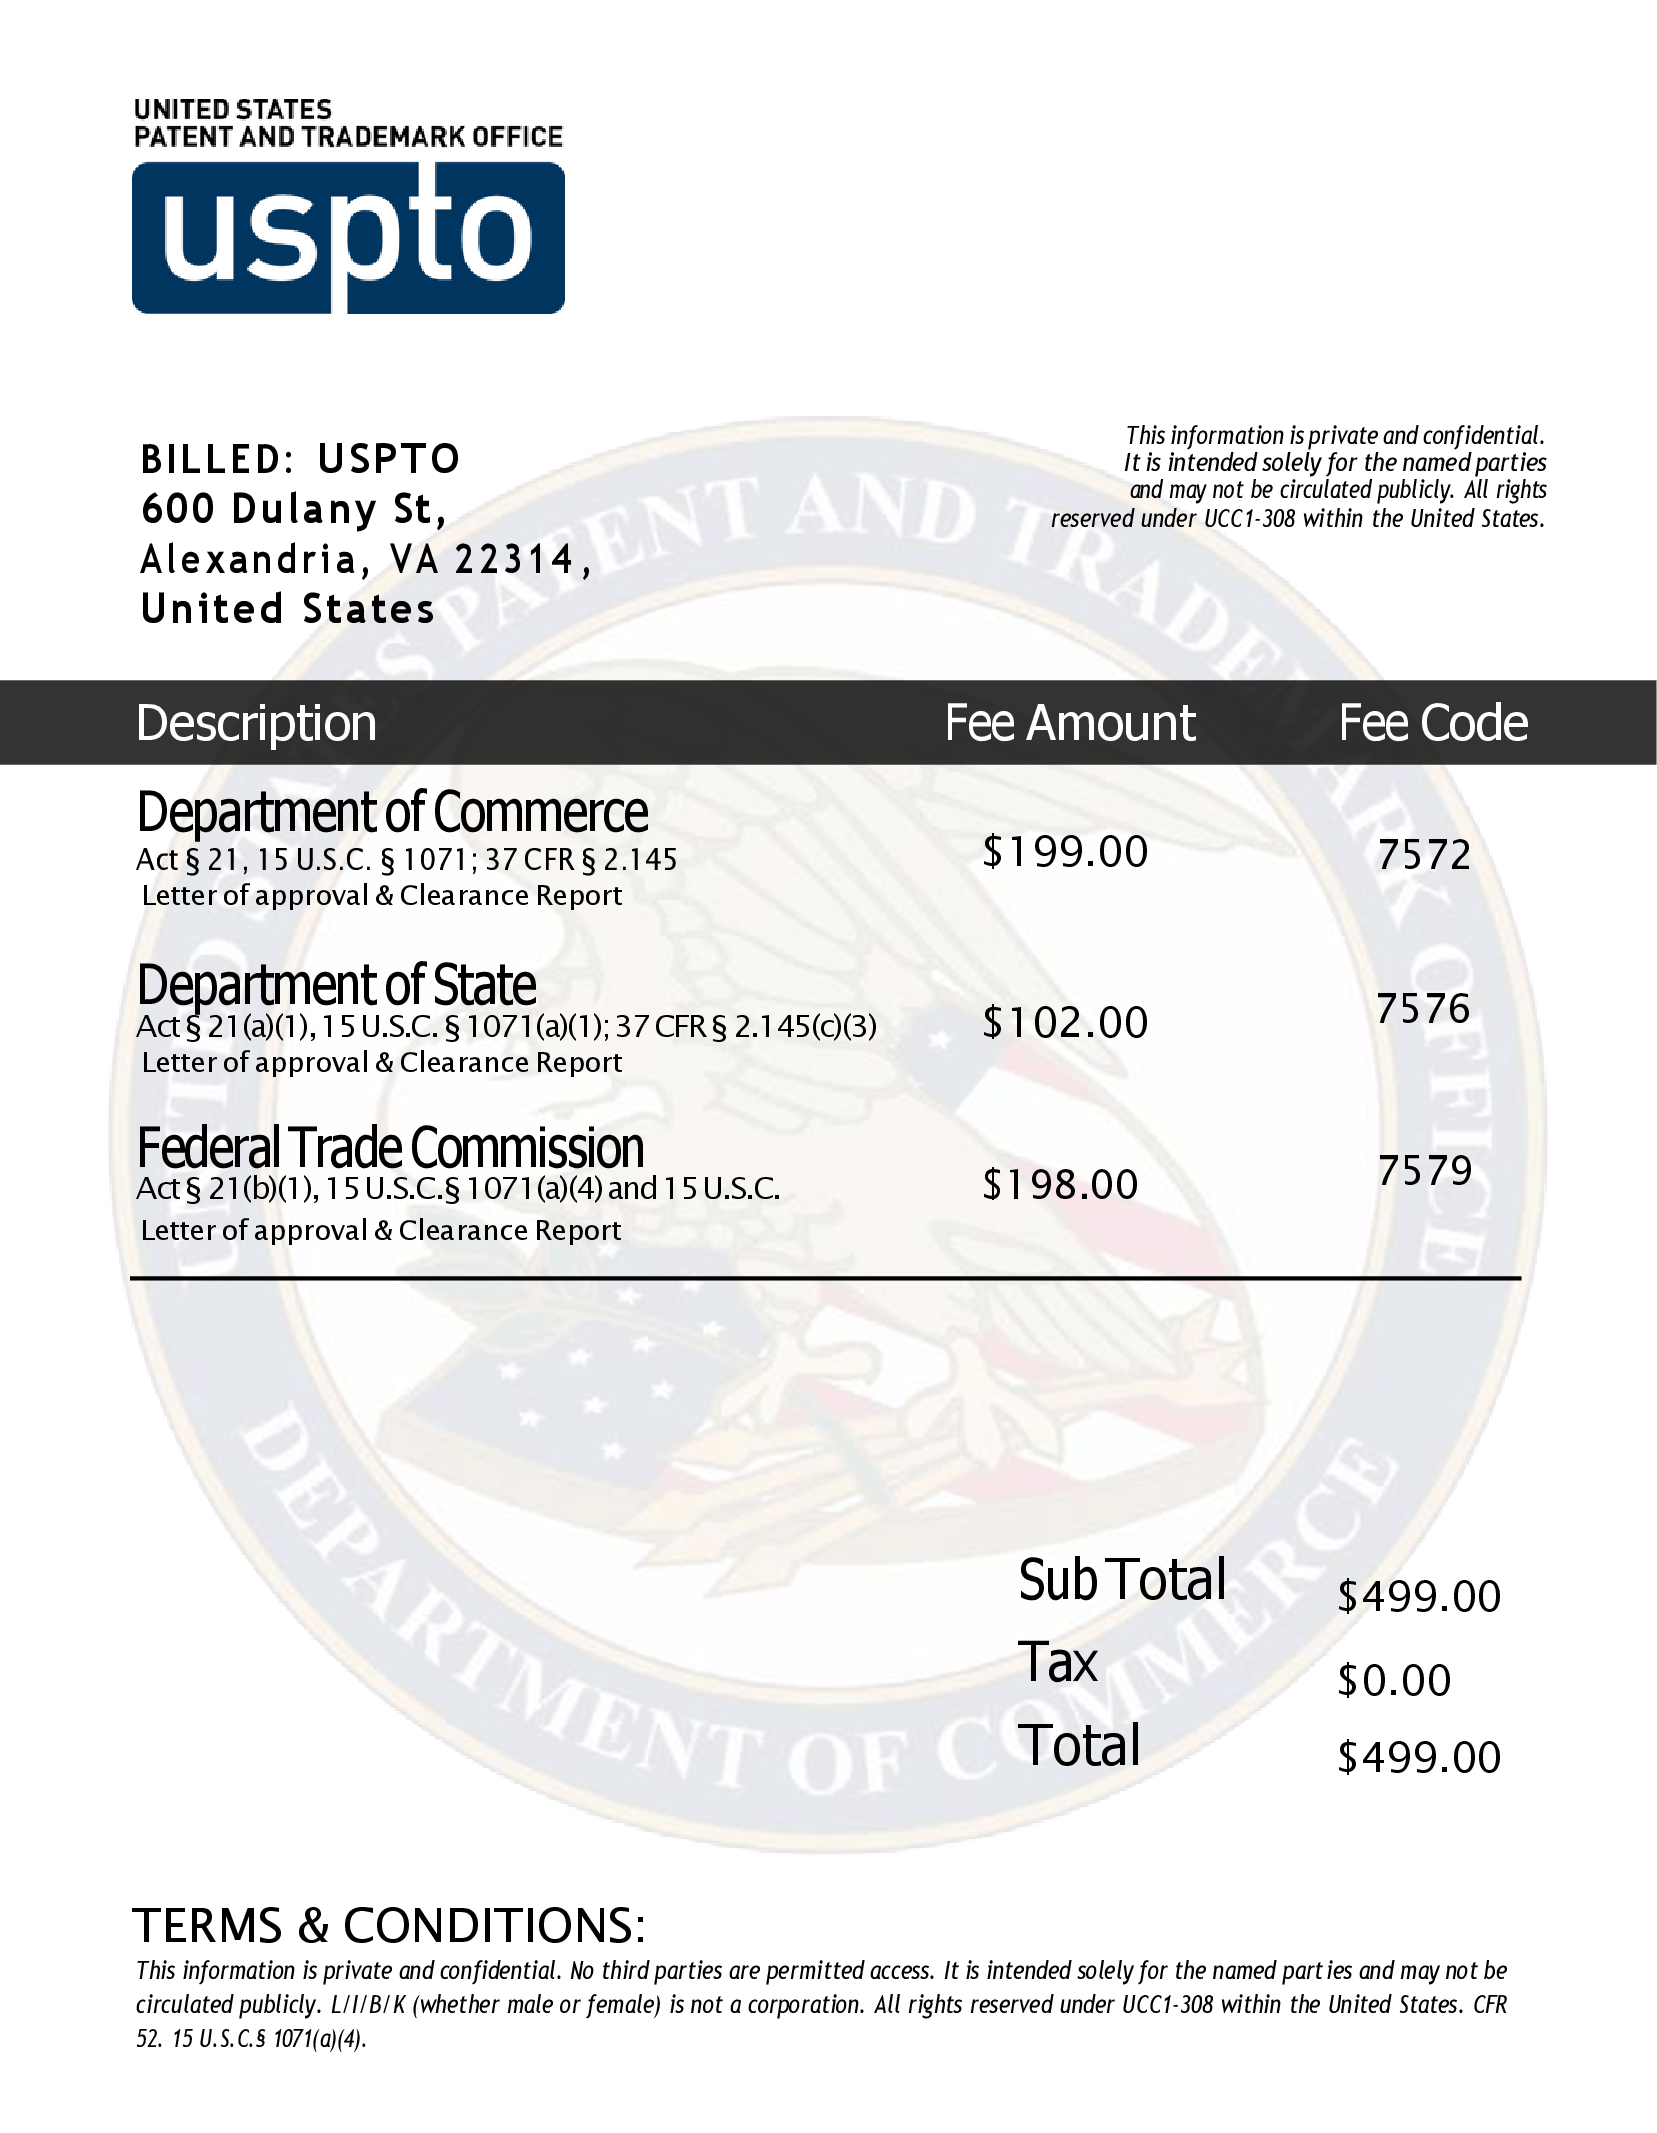 UNITED STATES
PATENT AND TRADEMARK OFFICE
uspto
BILLED: USPTO
600 Dulany St,
Alexandria, VA 22314,
United States
This information is private and confidential.
It is intended solely for the named parties
and may not be circulated publicly. All rights
reserved under UCC1-308 within the United States.
Description Fee Amount Fee Code
Department of Commerce
Act § 21, 15 U.S.C. § 1071; 37 CFR § 2.145
Letter of approval & Clearance Report
$199.00 7572
Department of State
Act § 21(a)(1), 15 U.S.C. § 1071(a)(1); 37 CFR § 2.145(c)(3)
Letter of approval & Clearance Report
$102.00 7576
Federal Trade Commission
Act § 21(b)(1), 15 U.S.C.§ 1071(a)(4) and 15 U.S.C.
Letter of approval & Clearance Report
$198.00 7579
Sub Total $499.00
Tax $0.00
Total $499.00
TERMS & CONDITIONS:
This information is private and confidential. No third parties are permitted access. It is intended solely for the named parties and may not be
circulated publicly. L/I/B/K (whether male or female) is not a corporation. All rights reserved under UCC1-308 within the United States. CFR
52. 15 U.S.C.§ 1071(a)(4).
UNITED STATES PATENT AND TRADEMARK OFFICE
DEPARTMENT OF COMMERCE